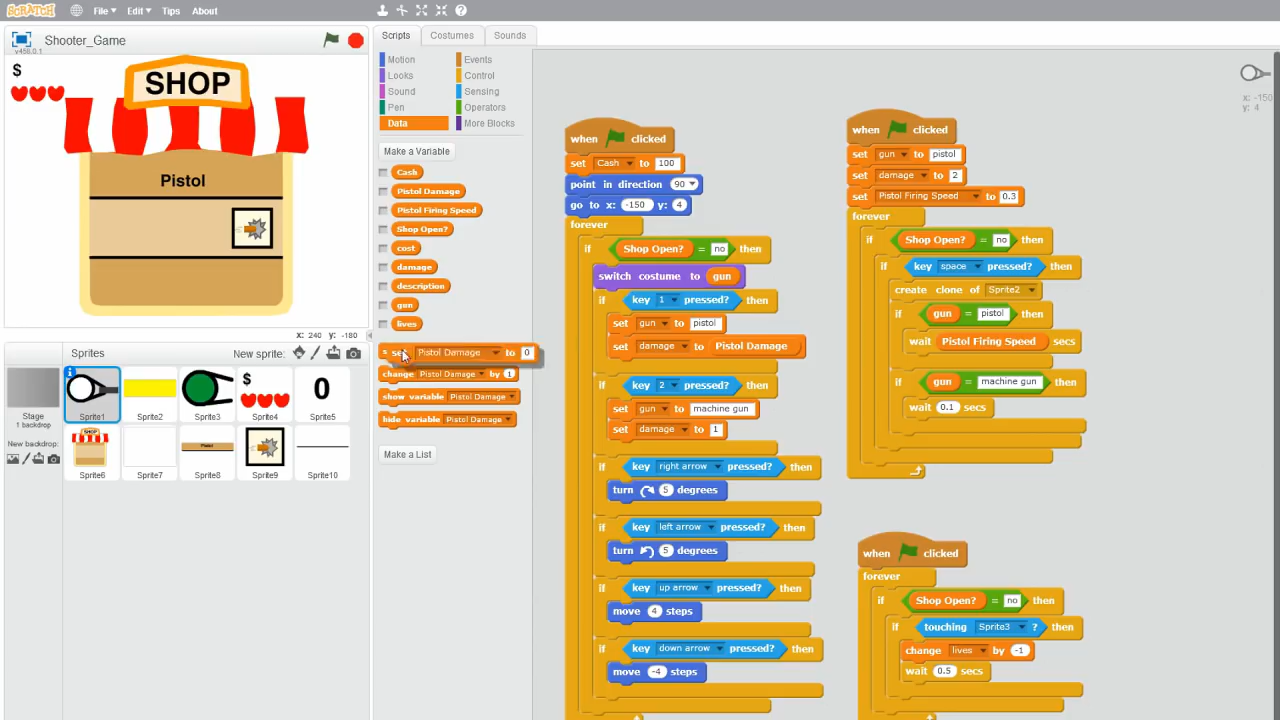 SCRATCH File Edit Tips About
Shooter_Game
v458.0.1
$
SHOP
Pistol
x: 240 y: -180
Sprites New sprite:
Stage
1 backdrop
New backdrop:
Sprite1
Sprite2
Sprite3
$
Sprite4
0
Sprite5
SHOP
Sprite6
Sprite7
Pistol
Sprite8
Sprite9
Sprite10
Scripts Costumes Sounds
Motion Events
Looks Control
Sound Sensing
Pen Operators
Data More Blocks
Make a Variable
Cash
Pistol Damage
Pistol Firing Speed
Shop Open?
cost
damage
description
gun
lives
set Pistol Damage to 0
change Pistol Damage by 1
show variable Pistol Damage
hide variable Pistol Damage
Make a List
when clicked
set Cash to 100
point in direction 90
go to x: -150 y: 4
forever
if Shop Open? = no then
switch costume to gun
if key 1 pressed? then
set gun to pistol
set damage to Pistol Damage
if key 2 pressed? then
set gun to machine gun
set damage to 1
if key right arrow pressed? then
turn 5 degrees
if key left arrow pressed? then
turn 5 degrees
if key up arrow pressed? then
move 4 steps
if key down arrow pressed? then
move -4 steps
when clicked
set gun to pistol
set damage to 2
set Pistol Firing Speed to 0.3
forever
if Shop Open? = no then
if key space pressed? then
create clone of Sprite2
if gun = pistol then
wait Pistol Firing Speed secs
if gun = machine gun then
wait 0.1 secs
when clicked
forever
if Shop Open? = no then
if touching Sprite3 ? then
change lives by -1
wait 0.5 secs
x: -150
y: 4